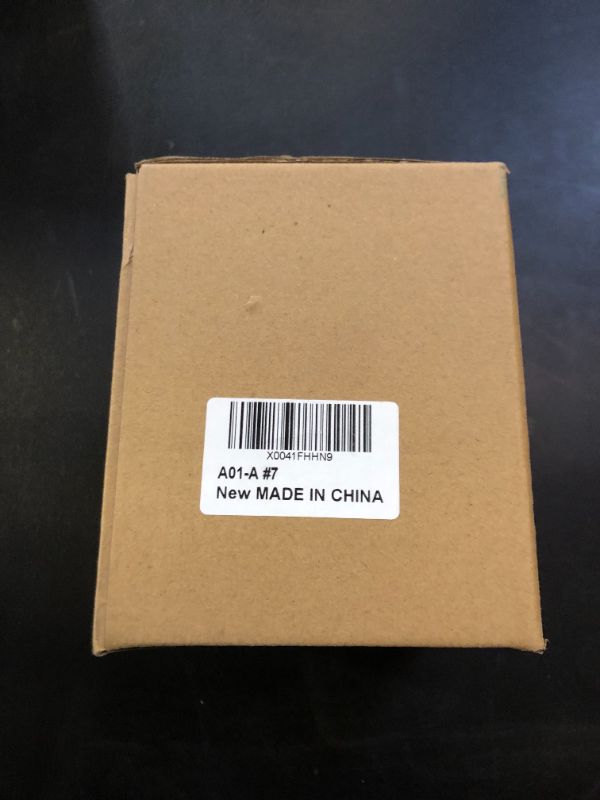 X0041FHHN9
A01-A #7
New MADE IN CHINA